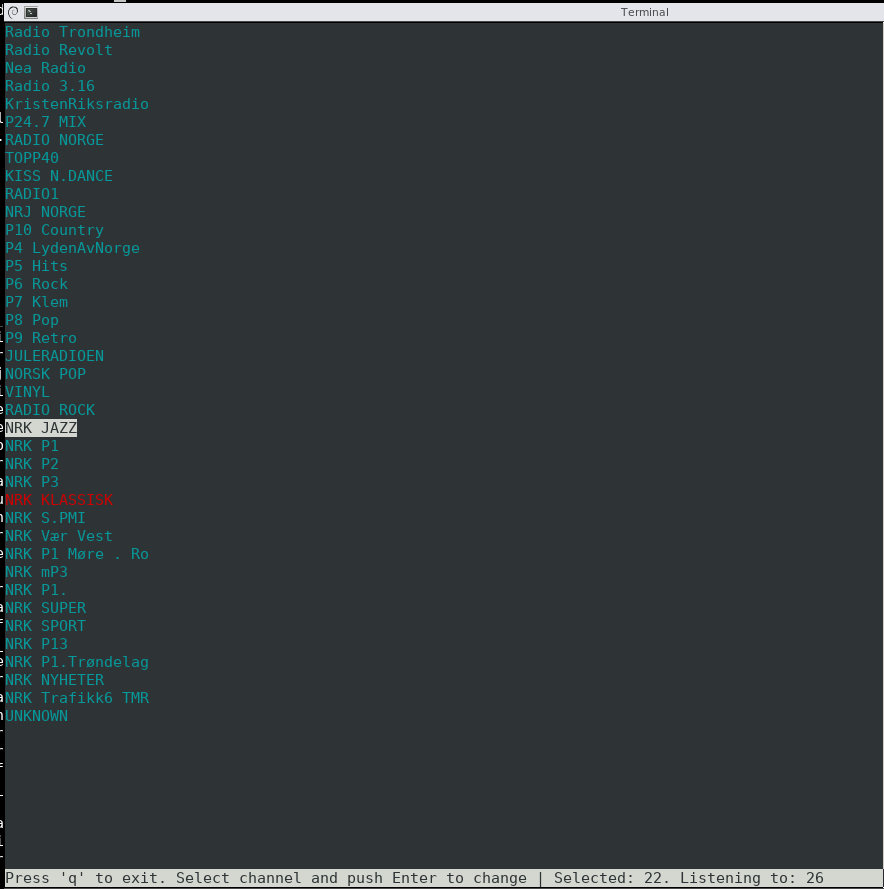 Terminal
Radio Trondheim
Radio Revolt
Nea Radio
Radio 3.16
KristenRiksradio
P24.7 MIX
RADIO NORGE
TOPP40
KISS N.DANCE
RADIO1
NRJ NORGE
P10 Country
P4 LydenAvNorge
P5 Hits
P6 Rock
P7 Klem
P8 Pop
P9 Retro
JULERADIOEN
NORSK POP
VINYL
RADIO ROCK
NRK JAZZ
NRK P1
NRK P2
NRK P3
NRK KLASSISK
NRK S.PMI
NRK Vær Vest
NRK P1 Møre . Ro
NRK mP3
NRK P1.
NRK SUPER
NRK SPORT
NRK P13
NRK P1.Trøndelag
NRK NYHETER
NRK Trafikk6 TMR
UNKNOWN
Press 'q' to exit. Select channel and push Enter to change | Selected: 22. Listening to: 26